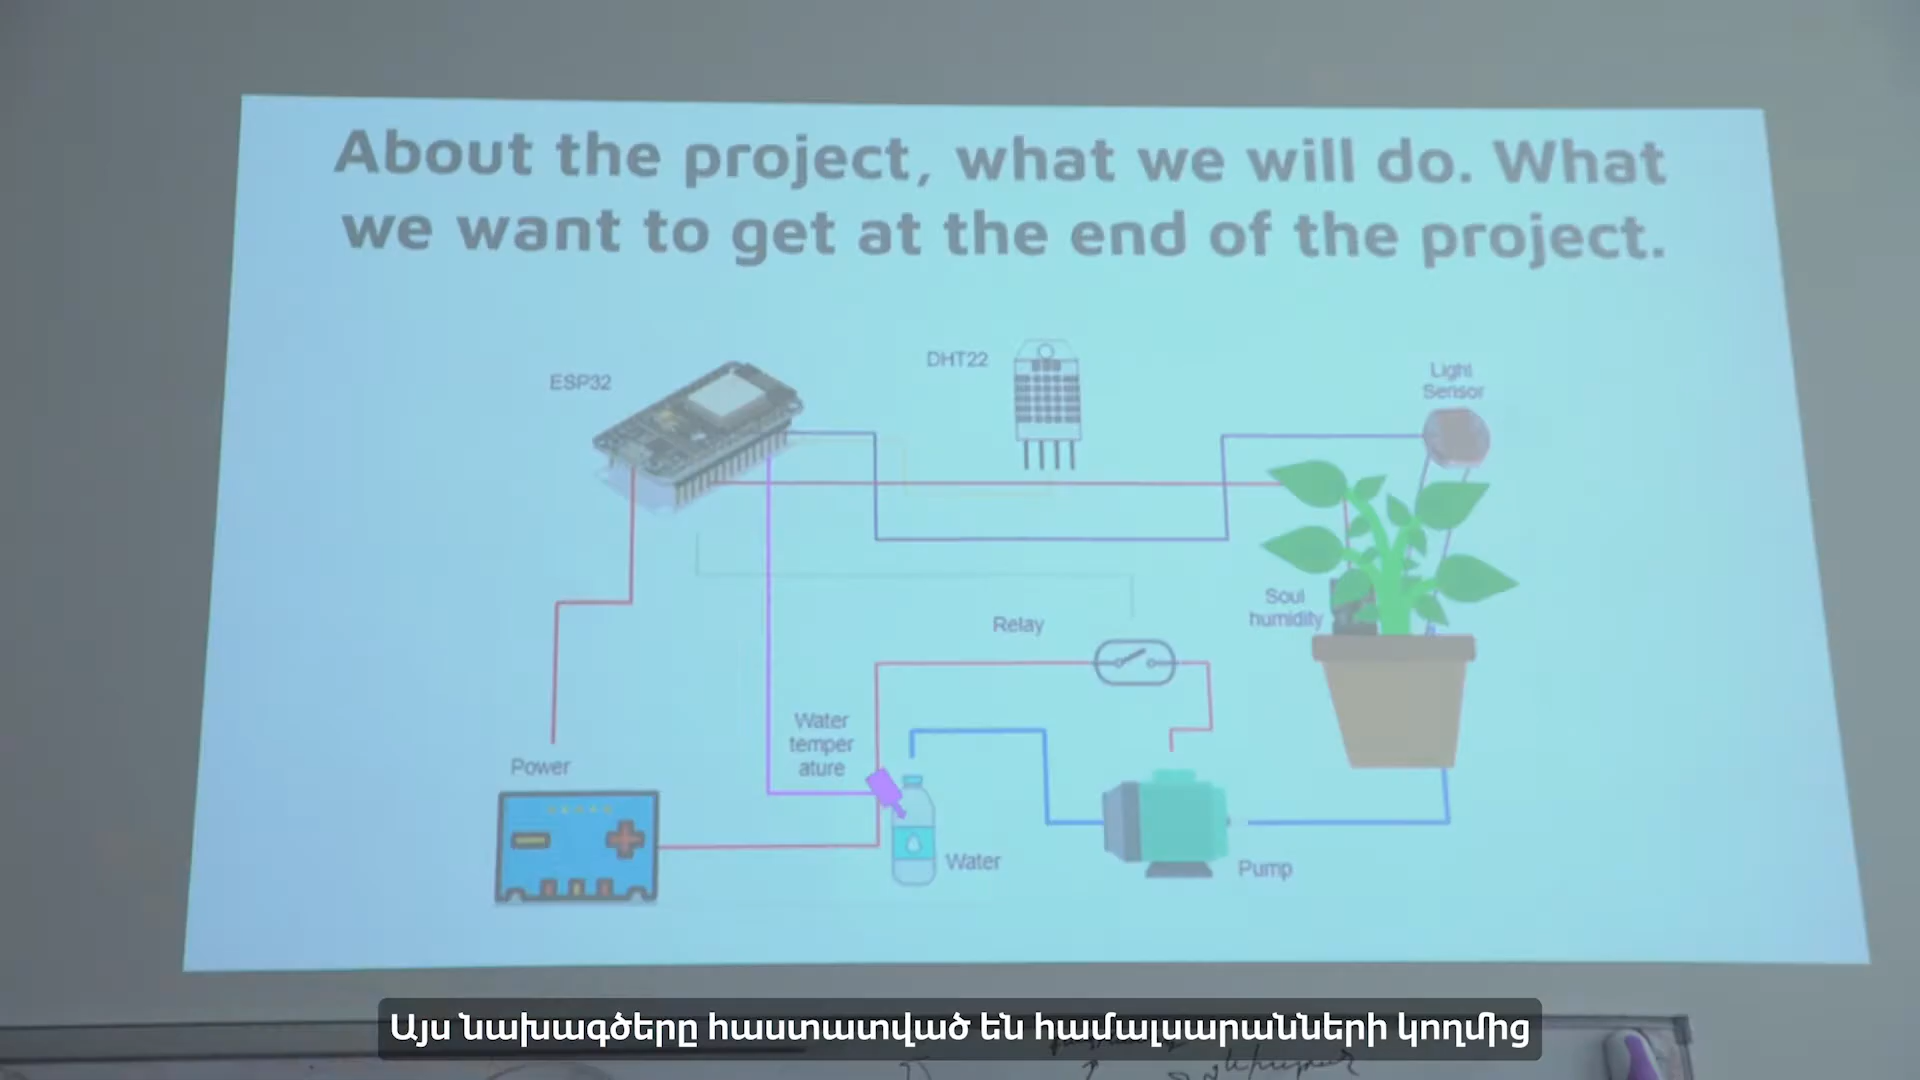 About the project, what we will do. What
we want to get at the end of the project.
ESP32
DHT22
Light
Sensor
Soul
humidity
Relay
Water
temper
ature
Power
Water
Pump
Այս նախագծերը հաստատված են համալսարանների կողմից